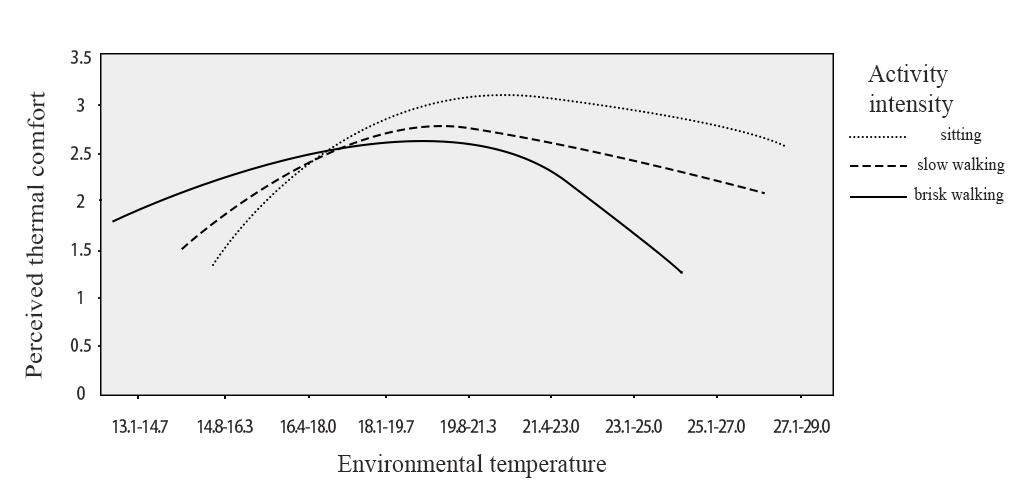 3.5
3
2.5
2
1.5
1
0.5
0
Perceived thermal comfort
13.1-14.7 14.8-16.3 16.4-18.0 18.1-19.7 19.8-21.3 21.4-23.0 23.1-25.0 25.1-27.0 27.1-29.0
Environmental temperature
Activity
intensity
sitting
slow walking
brisk walking